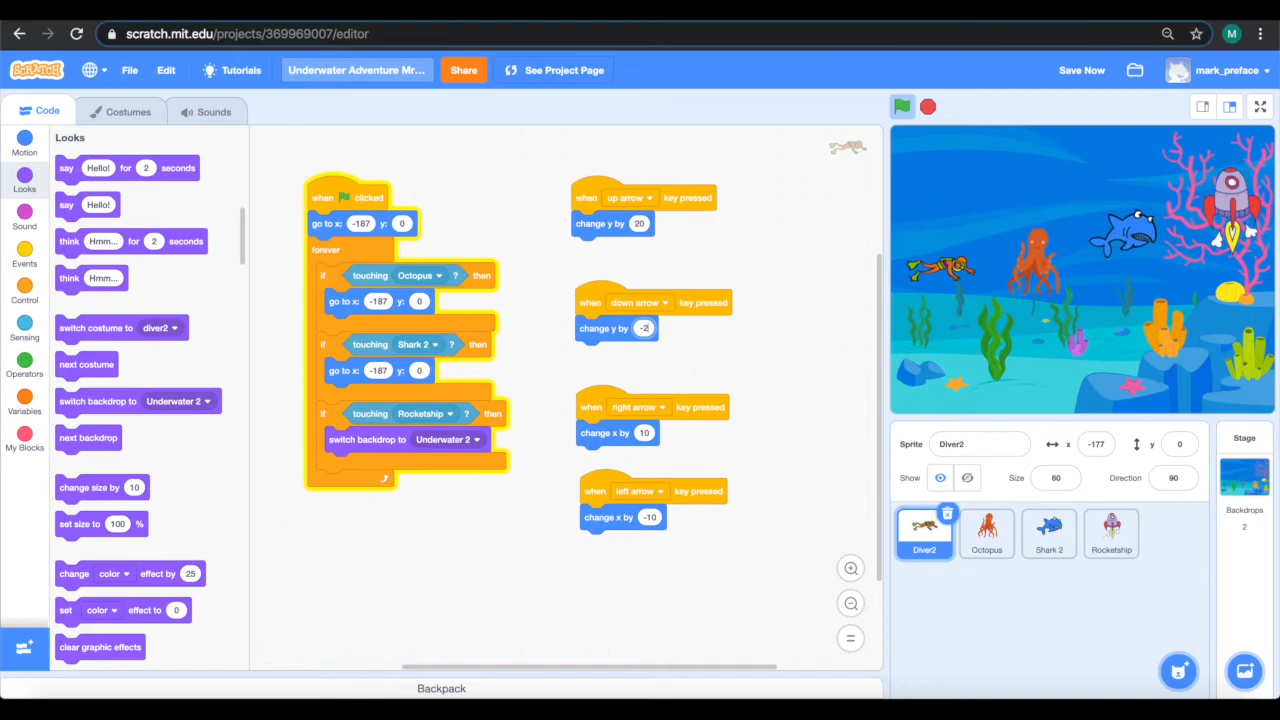 scratch.mit.edu/projects/369969007/editor
M
SCRATCH
File
Edit
Tutorials
Underwater Adventure Mr...
Share
See Project Page
Save Now
mark_preface
Code
Costumes
Sounds
Motion
Looks
Sound
Events
Control
Sensing
Operators
Variables
My Blocks
Looks
say Hello! for 2 seconds
say Hello!
think Hmm... for 2 seconds
think Hmm...
switch costume to diver2
next costume
switch backdrop to Underwater 2
next backdrop
change size by 10
set size to 100 %
change color effect by 25
set color effect to 0
clear graphic effects
when clicked
go to x: -187 y: 0
forever
if touching Octopus ? then
go to x: -187 y: 0
if touching Shark 2 ? then
go to x: -187 y: 0
if touching Rocketship ? then
switch backdrop to Underwater 2
when up arrow key pressed
change y by 20
when down arrow key pressed
change y by -2
when right arrow key pressed
change x by 10
when left arrow key pressed
change x by -10
Backpack
Sprite Diver2 x -177 y 0
Show Size 60 Direction 90
Diver2
Octopus
Shark 2
Rocketship
Stage
Backdrops
2